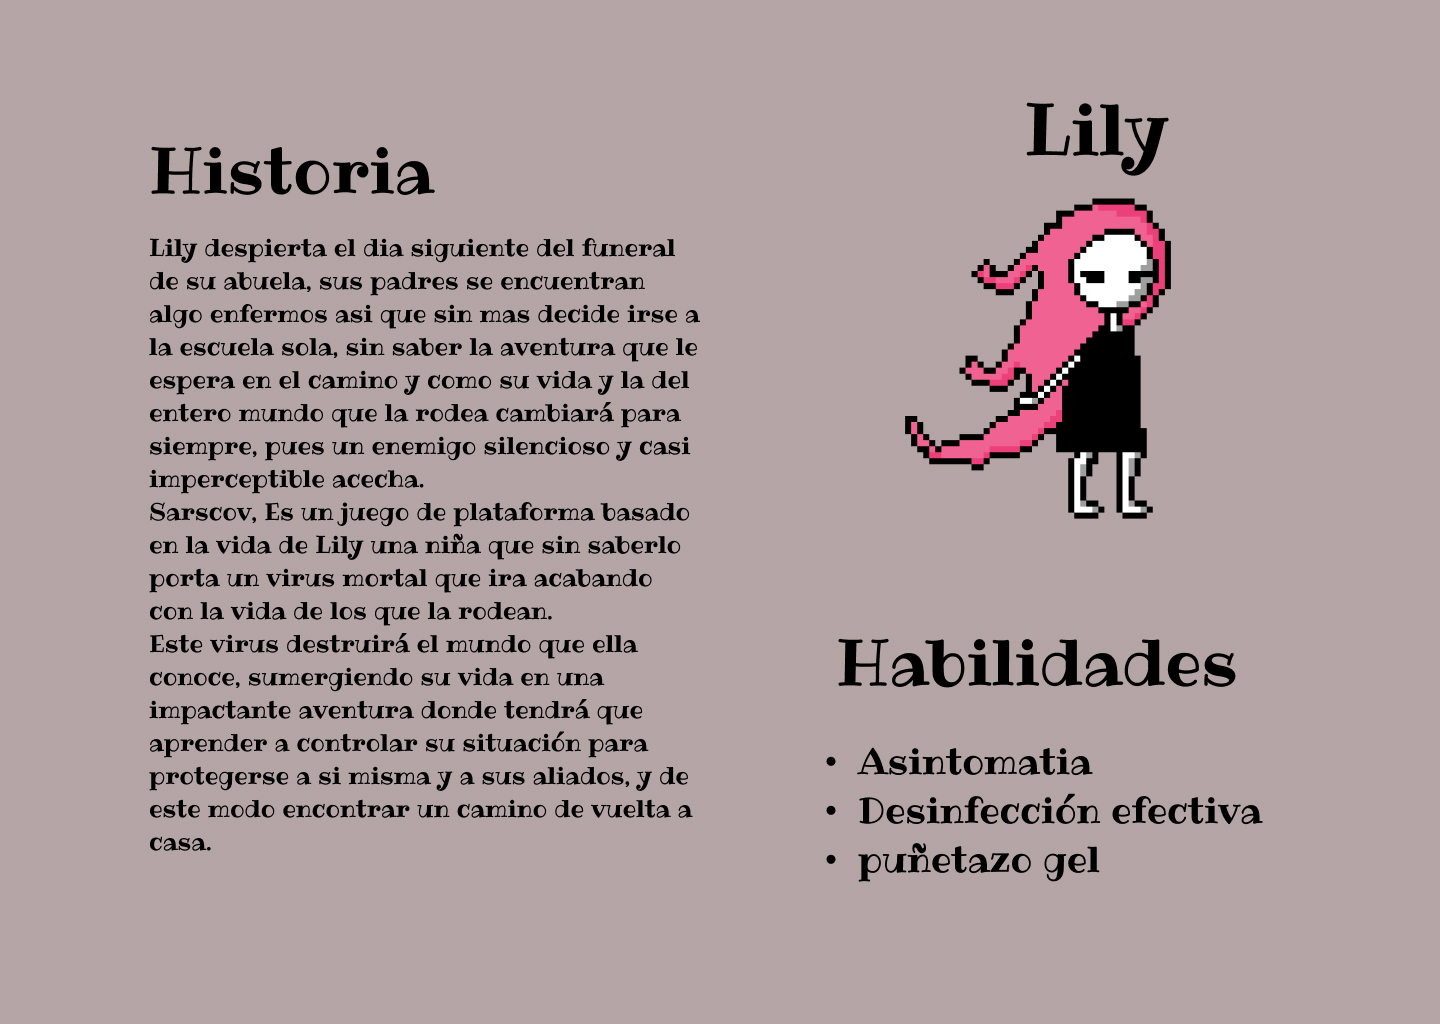 Historia
Lily despierta el dia siguiente del funeral
de su abuela, sus padres se encuentran
algo enfermos asi que sin mas decide irse a
la escuela sola, sin saber la aventura que le
espera en el camino y como su vida y la del
entero mundo que la rodea cambiará para
siempre, pues un enemigo silencioso y casi
imperceptible acecha.
Sarscov, Es un juego de plataforma basado
en la vida de Lily una niña que sin saberlo
porta un virus mortal que ira acabando
con la vida de los que la rodean.
Este virus destruirá el mundo que ella
conoce, sumergiendo su vida en una
impactante aventura donde tendrá que
aprender a controlar su situación para
protegerse a si misma y a sus aliados, y de
este modo encontrar un camino de vuelta a
casa.
Lily
Habilidades
• Asintomatia
• Desinfección efectiva
• puñetazo gel